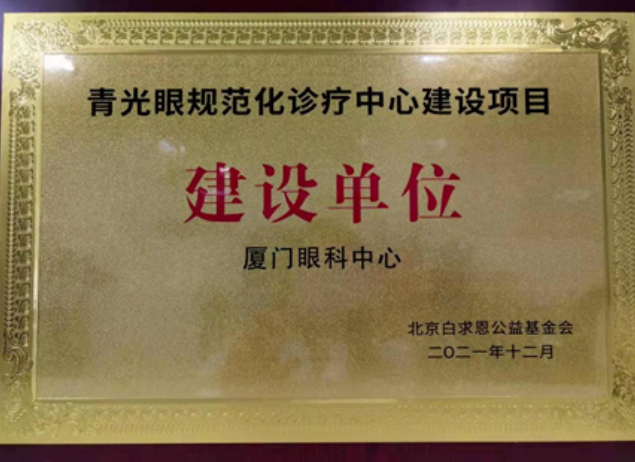 青光眼规范化诊疗中心建设项目
建设单位
厦门眼科中心
北京白求恩公益基金会
二〇二一年十二月